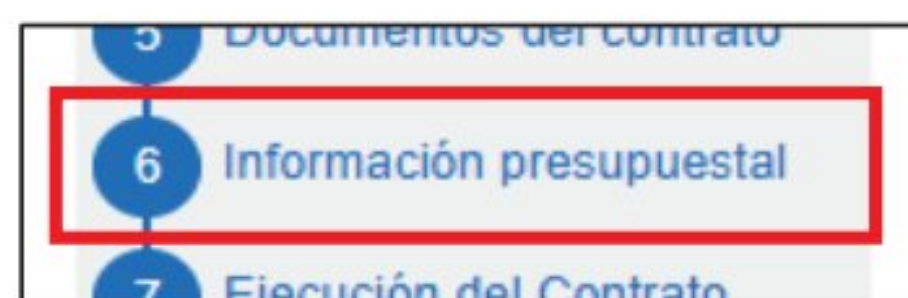 5 Documentos del contrato
6 Información presupuestal
7 Ejecución del Contrato